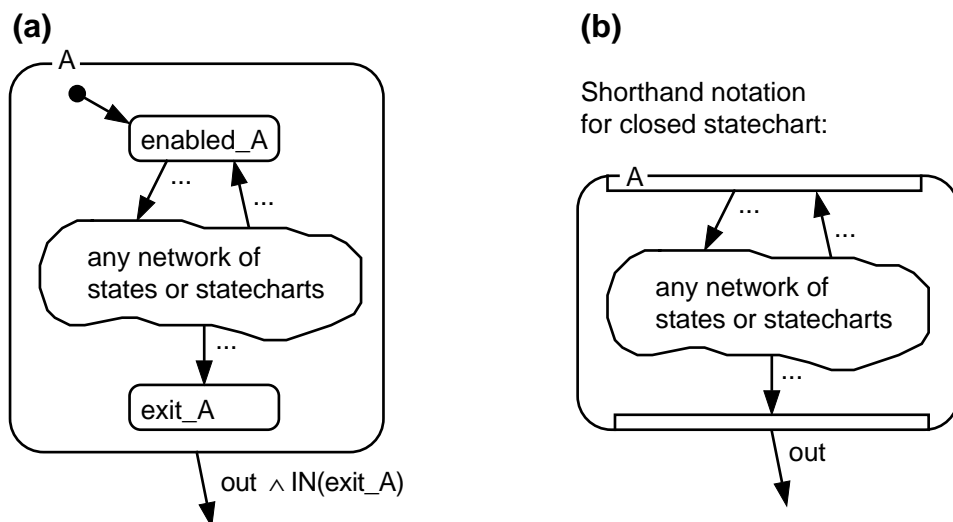 (a)
A
enabled_A
...
...
any network of
states or statecharts
...
exit_A
out ∧ IN(exit_A)
(b)
Shorthand notation
for closed statechart:
A
...
...
any network of
states or statecharts
...
out